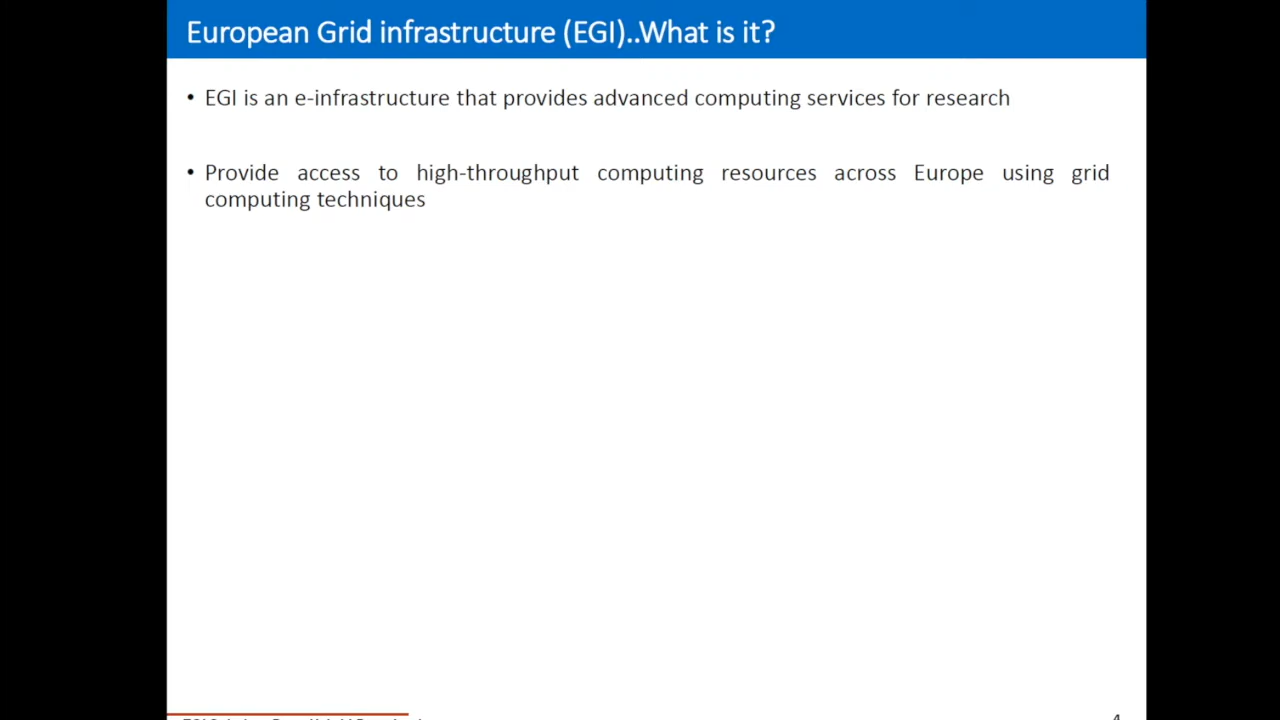 European Grid infrastructure (EGI)..What is it?
• EGI is an e-infrastructure that provides advanced computing services for research
• Provide access to high-throughput computing resources across Europe using grid
computing techniques
4